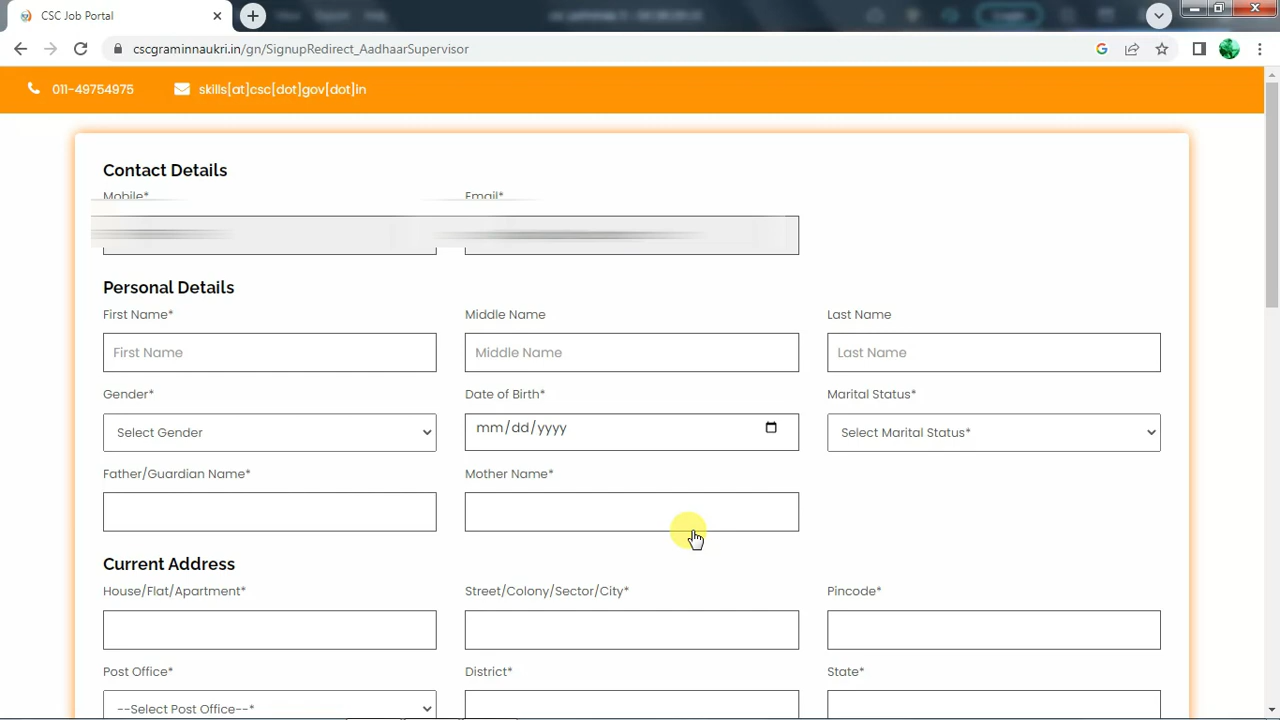 CSC Job Portal
cscgraminnaukri.in/gn/SignupRedirect_AadhaarSupervisor
011-49754975 skills[at]csc[dot]gov[dot]in
Contact Details
Mobile* Email*
Personal Details
First Name* Middle Name Last Name
First Name Middle Name Last Name
Gender* Date of Birth* Marital Status*
Select Gender mm/dd/yyyy Select Marital Status*
Father/Guardian Name* Mother Name*
Current Address
House/Flat/Apartment* Street/Colony/Sector/City* Pincode*
Post Office* District* State*
--Select Post Office--*